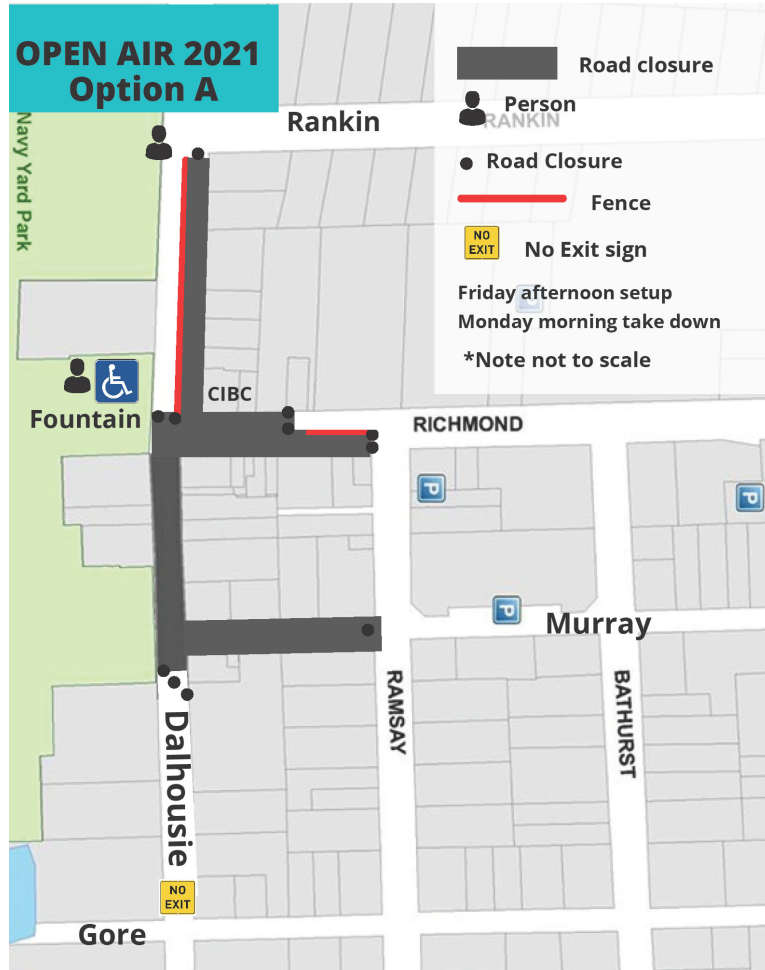 OPEN AIR 2021
Option A
Road closure
Person
RANKIN
Rankin
Road Closure
Fence
NO
EXIT
No Exit sign
Friday afternoon setup
Monday morning take down
*Note not to scale
Navy Yard Park
P
CIBC
Fountain
RICHMOND
P
P
P
Murray
RAMSAY
BATHURST
Dalhousie
NO
EXIT
Gore